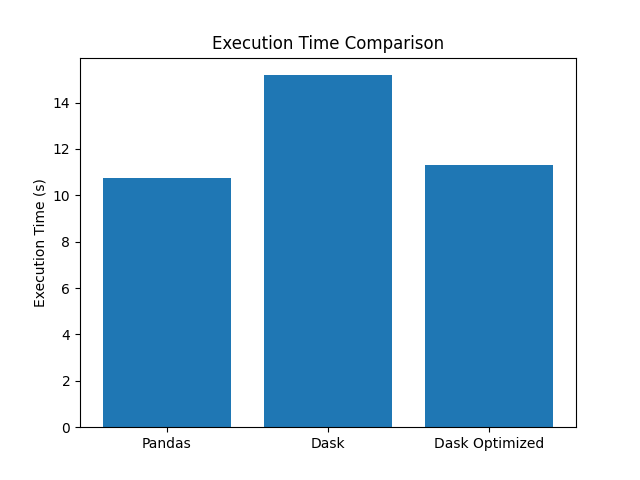 Execution Time Comparison
Execution Time (s)
14
12
10
8
6
4
2
0
Pandas
Dask
Dask Optimized